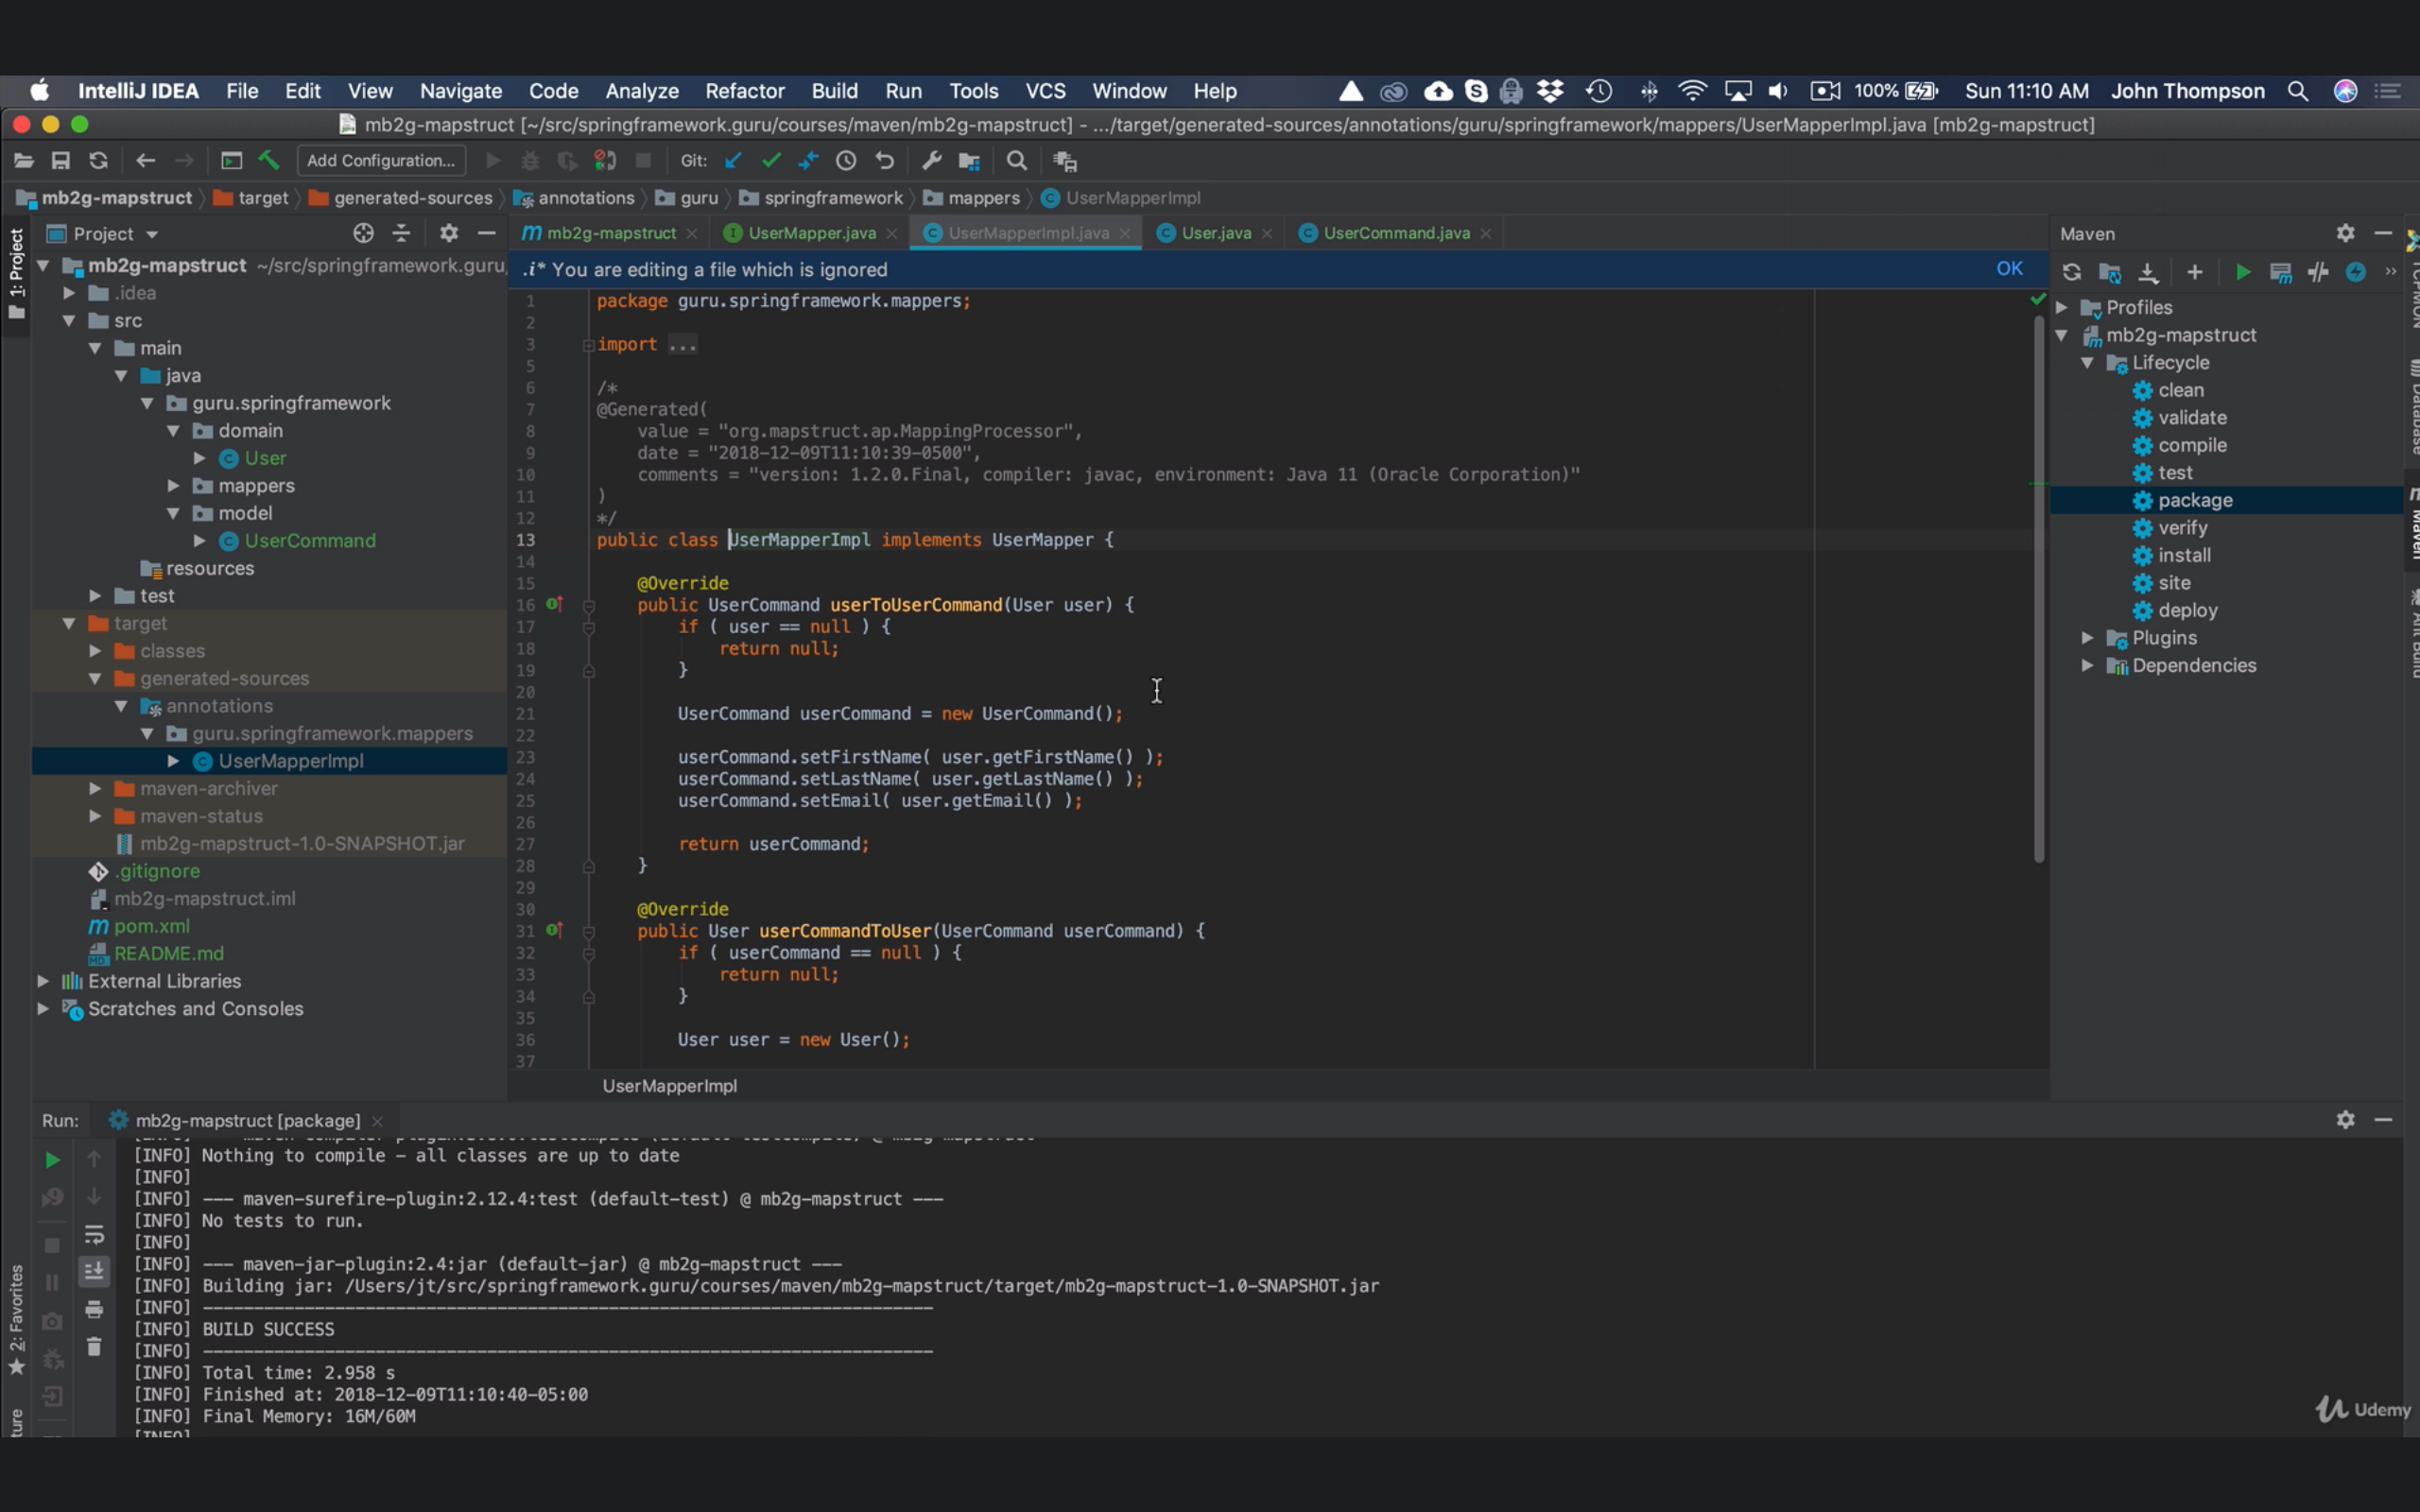 IntelliJ IDEA File Edit View Navigate Code Analyze Refactor Build Run Tools VCS Window Help 100% Sun 11:10 AM John Thompson
mb2g-mapstruct [~/src/springframework.guru/courses/maven/mb2g-mapstruct] - .../target/generated-sources/annotations/guru/springframework/mappers/UserMapperImpl.java [mb2g-mapstruct]
Add Configuration... Git:
mb2g-mapstruct target generated-sources annotations guru springframework mappers UserMapperImpl
1: Project
Project
mb2g-mapstruct ~/src/springframework.guru/
.idea
src
main
java
guru.springframework
domain
User
mappers
model
UserCommand
resources
test
target
classes
generated-sources
annotations
guru.springframework.mappers
UserMapperImpl
maven-archiver
maven-status
mb2g-mapstruct-1.0-SNAPSHOT.jar
.gitignore
mb2g-mapstruct.iml
pom.xml
README.md
External Libraries
Scratches and Consoles
mb2g-mapstruct UserMapper.java UserMapperImpl.java User.java UserCommand.java
.i* You are editing a file which is ignored OK
1 package guru.springframework.mappers;
2
3 import ...
5
6 /*
7 @Generated(
8 value = "org.mapstruct.ap.MappingProcessor",
9 date = "2018-12-09T11:10:39-0500",
10 comments = "version: 1.2.0.Final, compiler: javac, environment: Java 11 (Oracle Corporation)"
11 )
12 */
13 public class UserMapperImpl implements UserMapper {
14
15 @Override
16 public UserCommand userToUserCommand(User user) {
17 if ( user == null ) {
18 return null;
19 }
20
21 UserCommand userCommand = new UserCommand();
22
23 userCommand.setFirstName( user.getFirstName() );
24 userCommand.setLastName( user.getLastName() );
25 userCommand.setEmail( user.getEmail() );
26
27 return userCommand;
28 }
29
30 @Override
31 public User userCommandToUser(UserCommand userCommand) {
32 if ( userCommand == null ) {
33 return null;
34 }
35
36 User user = new User();
37
UserMapperImpl
Maven
Profiles
mb2g-mapstruct
Lifecycle
clean
validate
compile
test
package
verify
install
site
deploy
Plugins
Dependencies
Database
Maven
Ant Build
Run: mb2g-mapstruct [package]
[INFO] Nothing to compile - all classes are up to date
[INFO]
[INFO] --- maven-surefire-plugin:2.12.4:test (default-test) @ mb2g-mapstruct ---
[INFO] No tests to run.
[INFO]
[INFO] --- maven-jar-plugin:2.4:jar (default-jar) @ mb2g-mapstruct ---
[INFO] Building jar: /Users/jt/src/springframework.guru/courses/maven/mb2g-mapstruct/target/mb2g-mapstruct-1.0-SNAPSHOT.jar
[INFO] ------------------------------------------------------------------------
[INFO] BUILD SUCCESS
[INFO] ------------------------------------------------------------------------
[INFO] Total time: 2.958 s
[INFO] Finished at: 2018-12-09T11:10:40-05:00
[INFO] Final Memory: 16M/60M
[INFO]
2: Favorites
Udemy